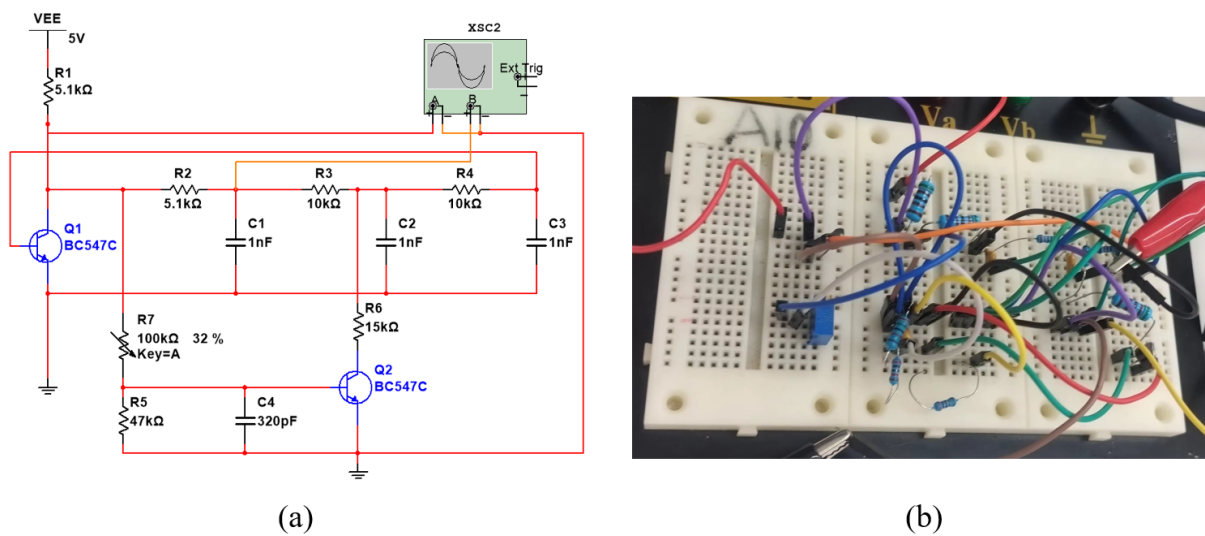 VEE
5V
XSC2
Ext Trig
A
B
R1
5.1kΩ
R2
5.1kΩ
R3
10kΩ
R4
10kΩ
Q1
BC547C
C1
1nF
C2
1nF
C3
1nF
R6
15kΩ
R7
100kΩ 32 %
Key=A
Q2
BC547C
R5
47kΩ
C4
320pF
A10
Va
Vb
(a)
(b)